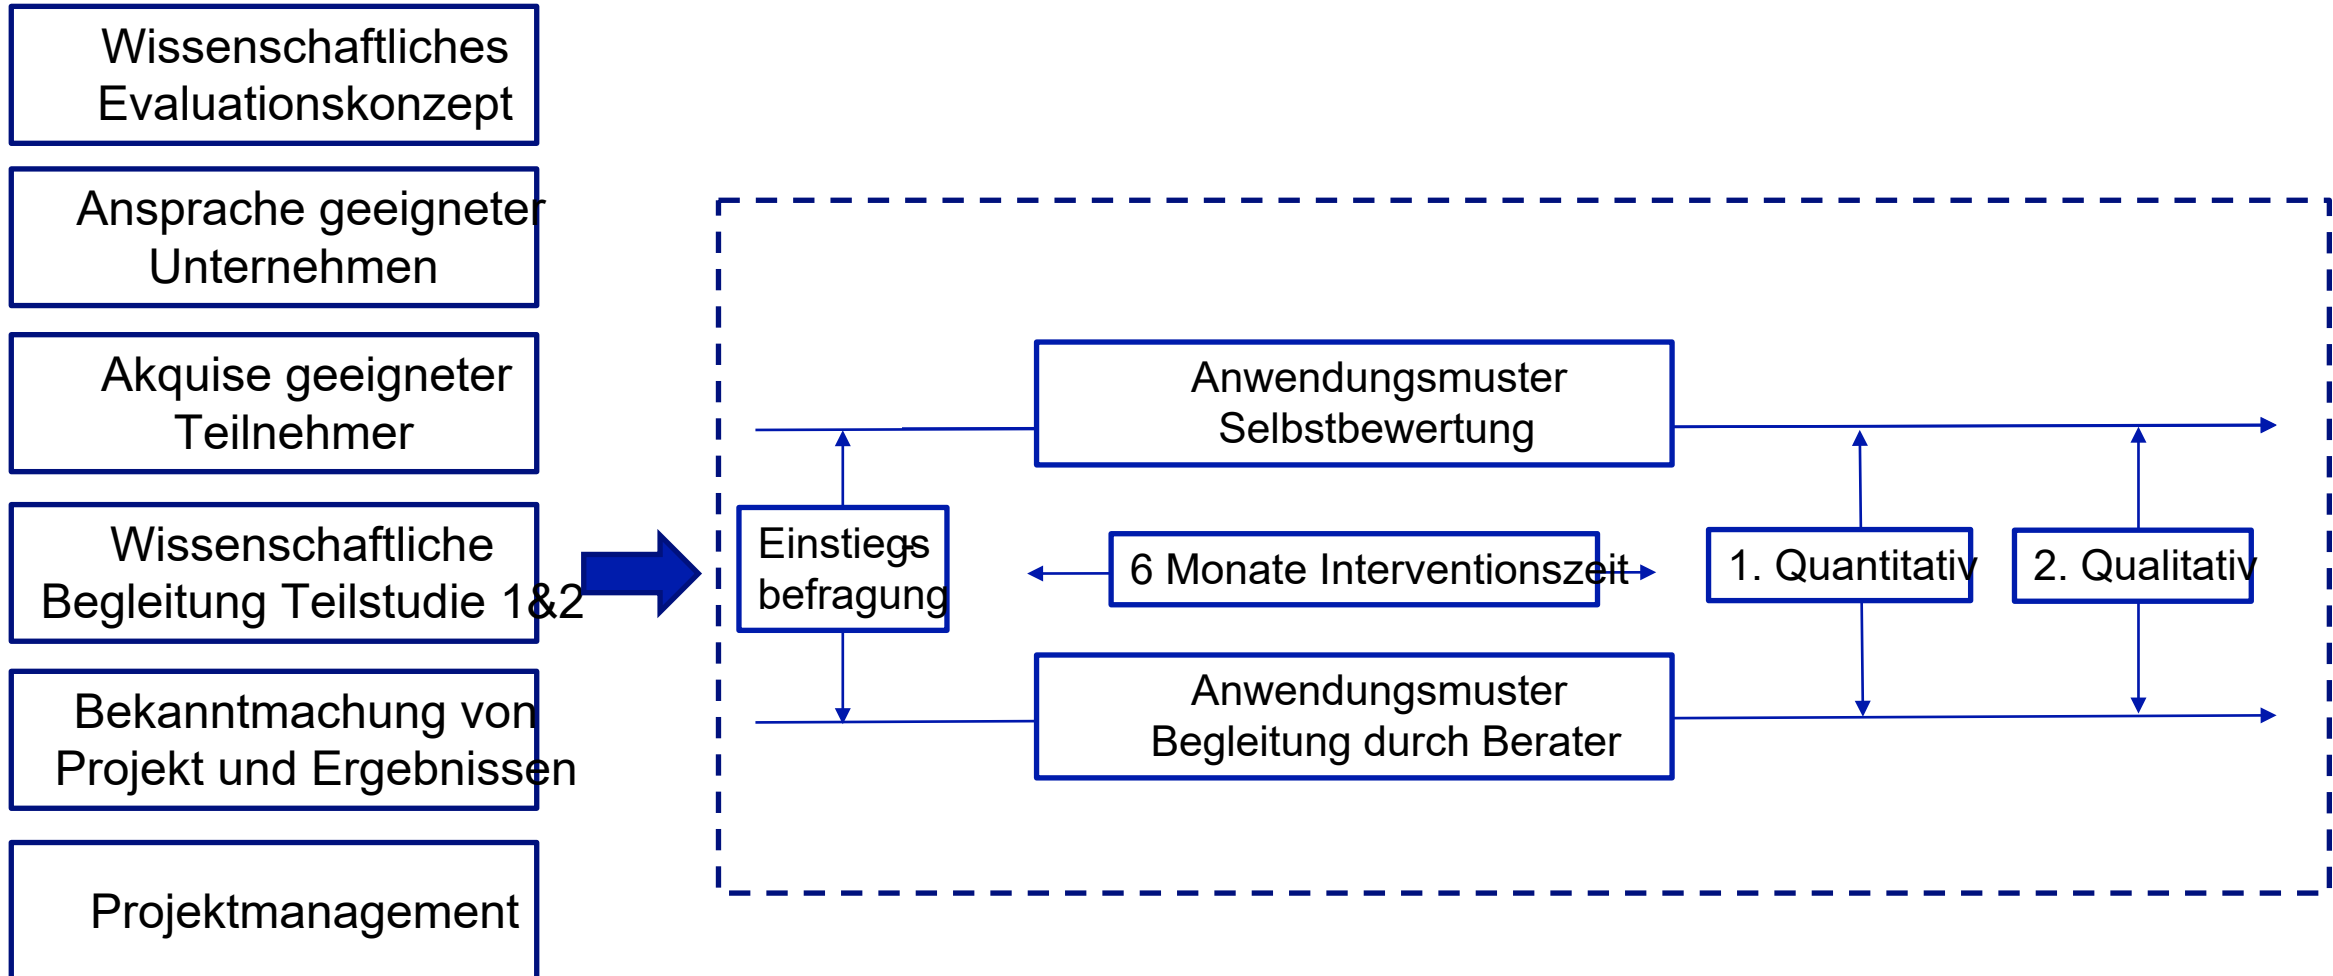 Wissenschaftliches
Evaluationskonzept
Ansprache geeigneter
Unternehmen
Akquise geeigneter
Teilnehmer
Wissenschaftliche
Begleitung Teilstudie 1&2
Bekanntmachung von
Projekt und Ergebnissen
Projektmanagement
Anwendungsmuster
Selbstbewertung
Einstiegs-
befragung
6 Monate Interventionszeit
1. Quantitativ
2. Qualitativ
Anwendungsmuster
Begleitung durch Berater